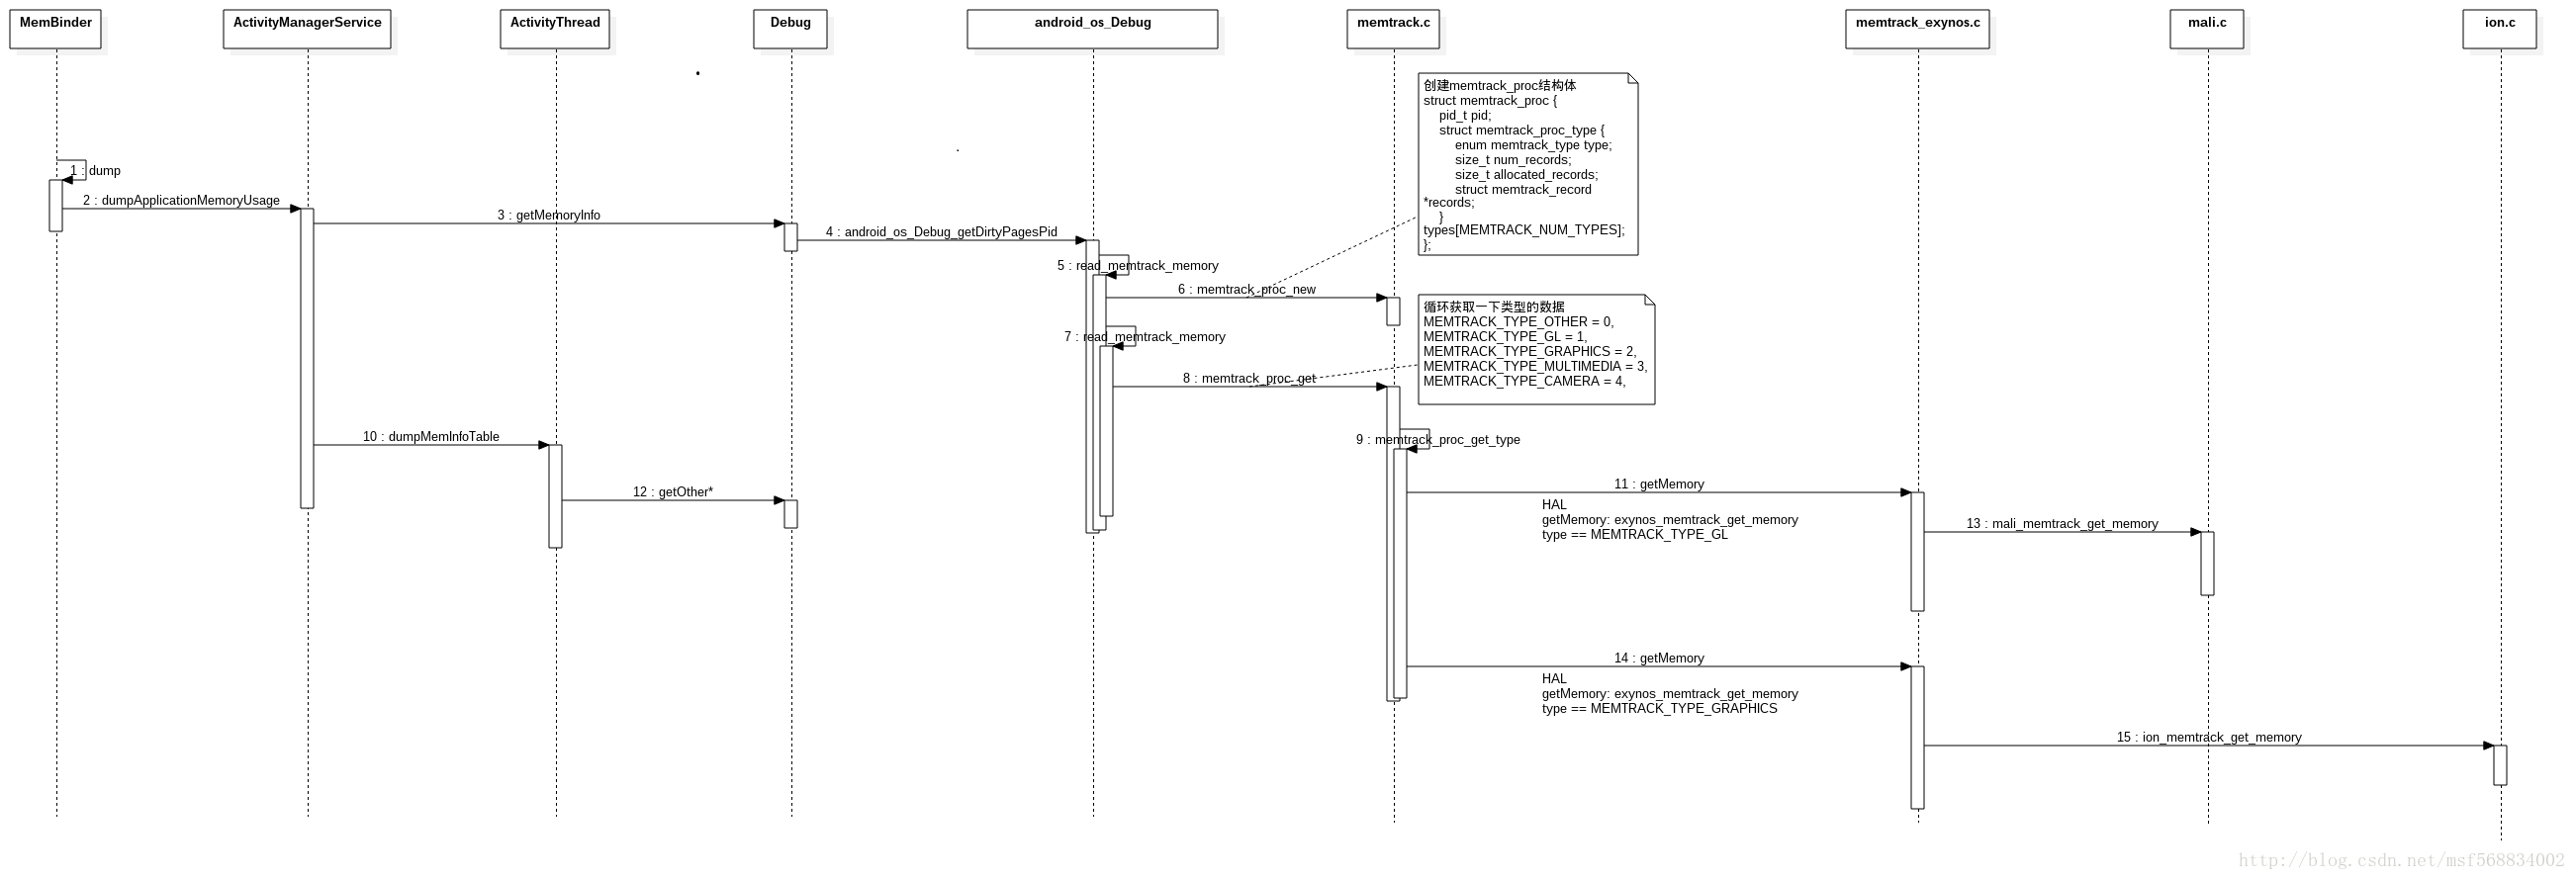 MemBinder
ActivityManagerService
ActivityThread
Debug
android_os_Debug
memtrack.c
memtrack_exynos.c
mali.c
ion.c
创建memtrack_proc结构体
struct memtrack_proc {
pid_t pid;
struct memtrack_proc_type {
enum memtrack_type type;
size_t num_records;
size_t allocated_records;
struct memtrack_record
*records;
}
types[MEMTRACK_NUM_TYPES];
};
1 : dump
2 : dumpApplicationMemoryUsage
3 : getMemoryInfo
4 : android_os_Debug_getDirtyPagesPid
5 : read_memtrack_memory
6 : memtrack_proc_new
循环获取一下类型的数据
MEMTRACK_TYPE_OTHER = 0,
MEMTRACK_TYPE_GL = 1,
MEMTRACK_TYPE_GRAPHICS = 2,
MEMTRACK_TYPE_MULTIMEDIA = 3,
MEMTRACK_TYPE_CAMERA = 4,
7 : read_memtrack_memory
8 : memtrack_proc_get
10 : dumpMemInfoTable
9 : memtrack_proc_get_type
12 : getOther*
11 : getMemory
HAL
getMemory: exynos_memtrack_get_memory
type == MEMTRACK_TYPE_GL
13 : mali_memtrack_get_memory
14 : getMemory
HAL
getMemory: exynos_memtrack_get_memory
type == MEMTRACK_TYPE_GRAPHICS
15 : ion_memtrack_get_memory
http://blog.csdn.net/msf568834002